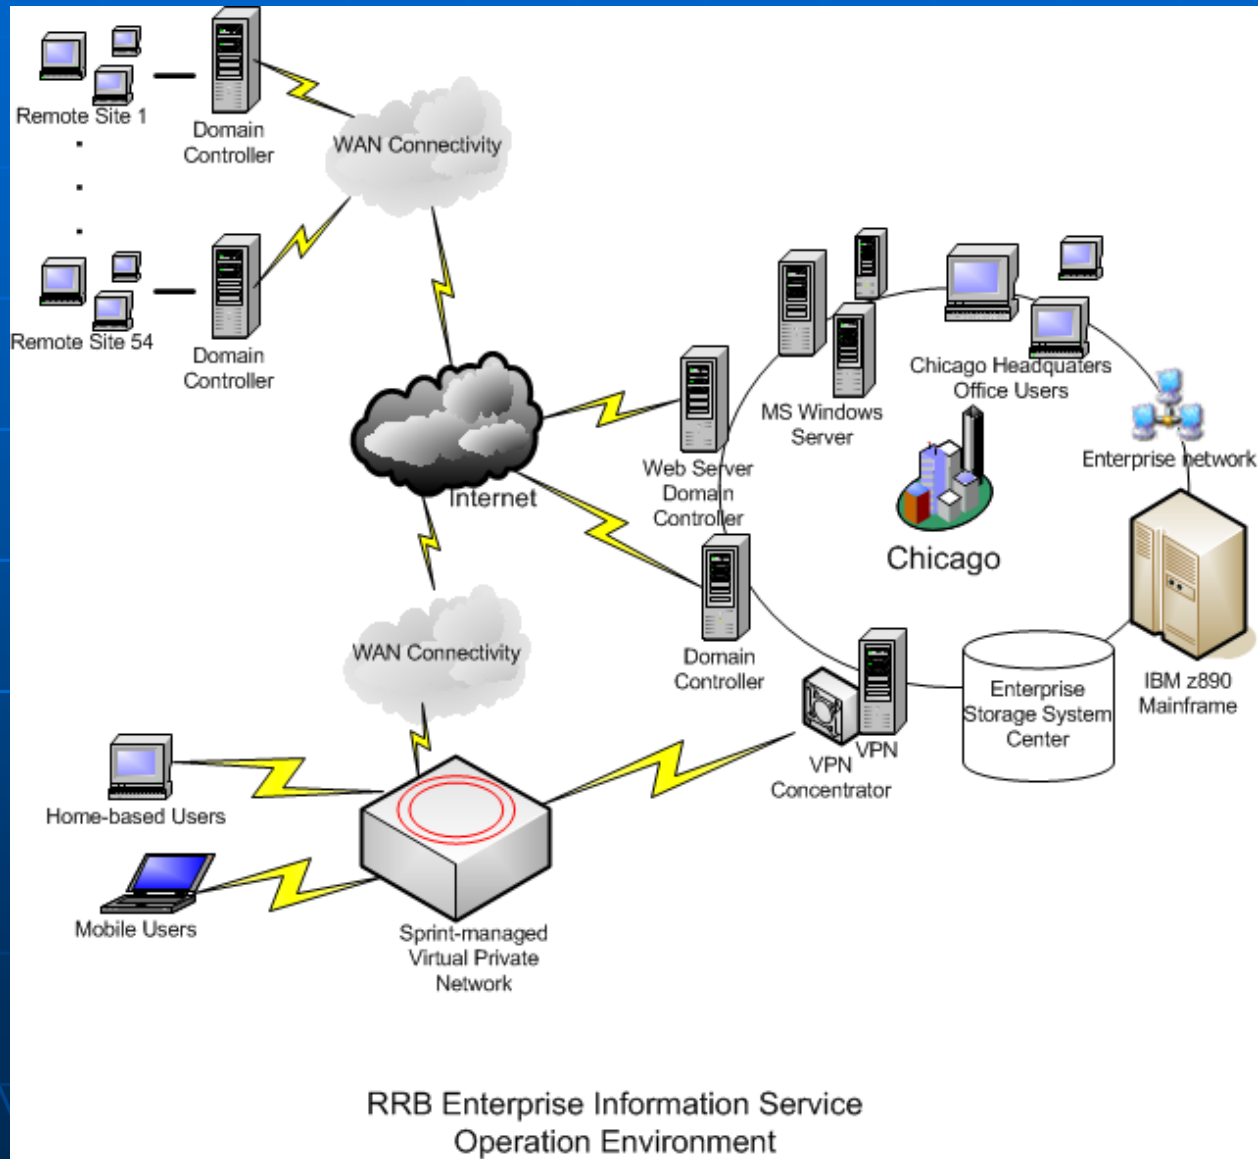 Remote Site 1
Domain
Controller
WAN Connectivity
Remote Site 54
Domain
Controller
Internet
Web Server
Domain
Controller
MS Windows
Server
Chicago Headquaters
Office Users
Enterprise network
Chicago
IBM z890
Mainframe
Enterprise
Storage System
Center
Domain
Controller
VPN
VPN
Concentrator
WAN Connectivity
Home-based Users
Mobile Users
Sprint-managed
Virtual Private
Network
RRB Enterprise Information Service
Operation Environment